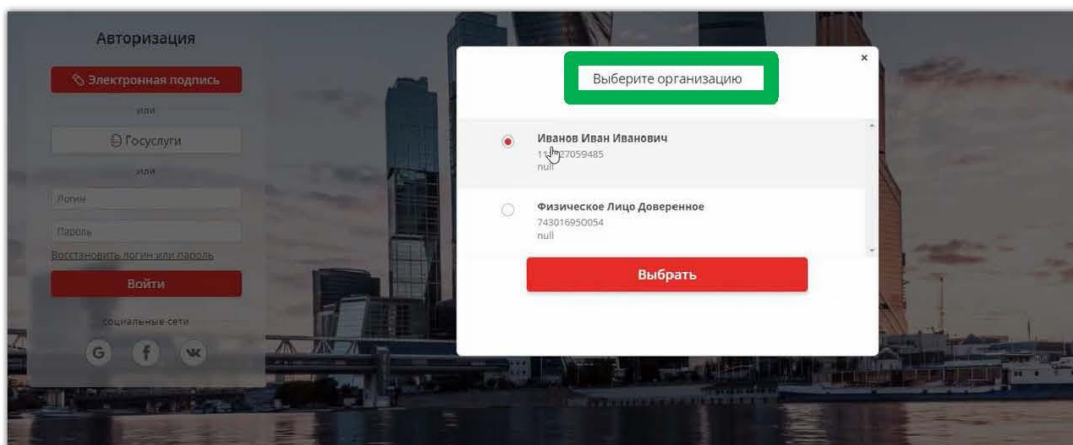 Авторизация
Электронная подпись
или
Госуслуги
или
Логин
Пароль
Восстановить логин или пароль
Войти
социальные сети
G f
Выберите организацию
×
Иванов Иван Иванович
null
Физическое Лицо Доверенное
743016950054
null
Выбрать